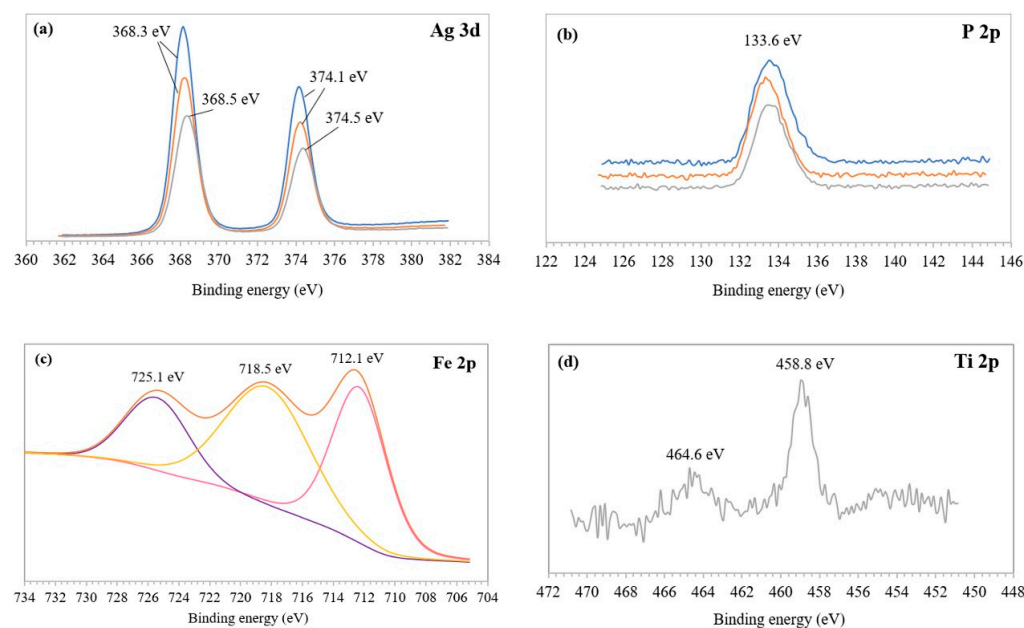 (a)
Ag 3d
368.3 eV
368.5 eV
374.1 eV
374.5 eV
360 362 364 366 368 370 372 374 376 378 380 382 384
Binding energy (eV)
(b)
P 2p
133.6 eV
122 124 126 128 130 132 134 136 138 140 142 144 146
Binding energy (eV)
(c)
Fe 2p
725.1 eV
718.5 eV
712.1 eV
734 732 730 728 726 724 722 720 718 716 714 712 710 708 706 704
Binding energy (eV)
(d)
Ti 2p
458.8 eV
464.6 eV
472 470 468 466 464 462 460 458 456 454 452 450 448
Binding energy (eV)